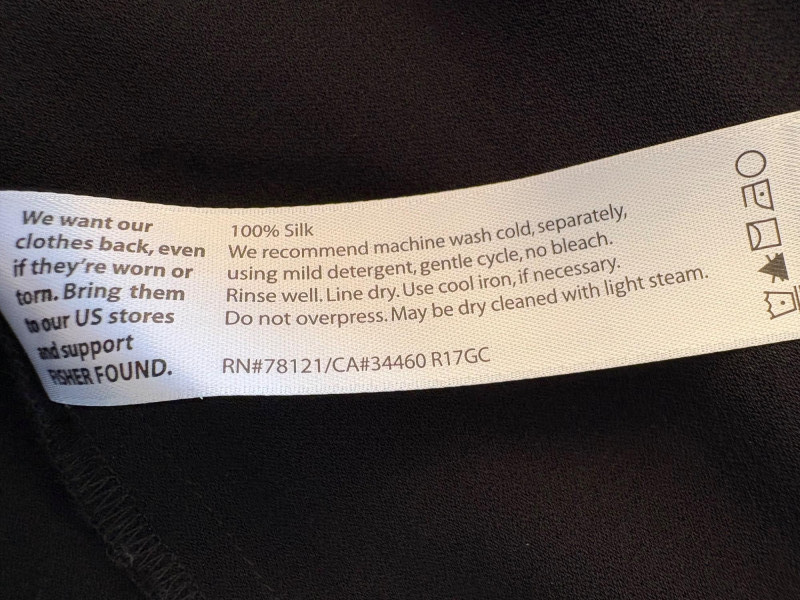 We want our
clothes back, even
if they're worn or
torn. Bring them
to our US stores
and support
FISHER FOUND.
100% Silk
We recommend machine wash cold, separately,
using mild detergent, gentle cycle, no bleach.
Rinse well. Line dry. Use cool iron, if necessary.
Do not overpress. May be dry cleaned with light steam.
RN#78121/CA#34460 R17GC